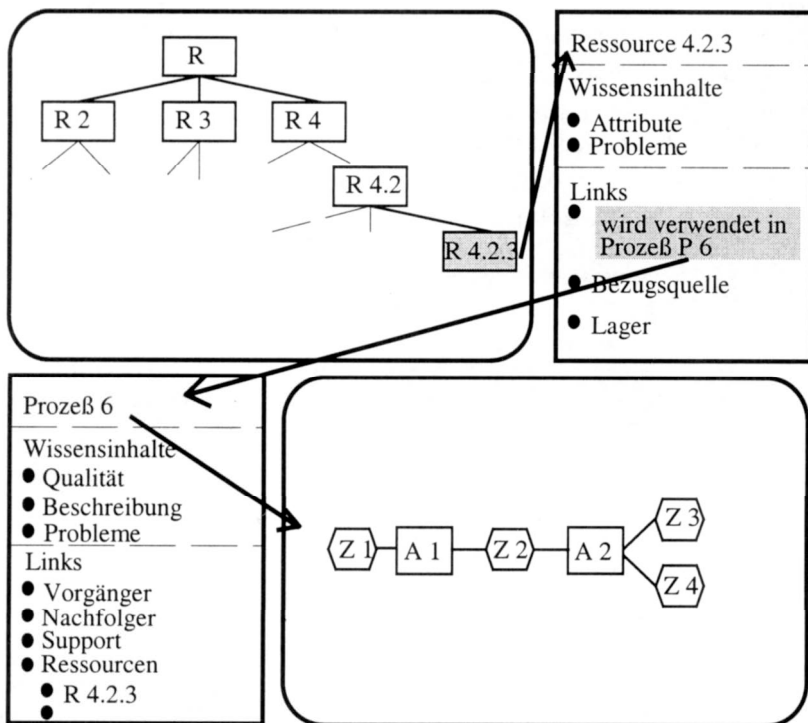 R
R 2 R 3 R 4
R 4.2
R 4.2.3
Ressource 4.2.3
Wissensinhalte
● Attribute
● Probleme
Links
● wird verwendet in
Prozeß P 6
● Bezugsquelle
● Lager
Prozeß 6
Wissensinhalte
● Qualität
● Beschreibung
● Probleme
Links
● Vorgänger
● Nachfolger
● Support
● Ressourcen
● R 4.2.3
●
Z 1 A 1 Z 2 A 2 Z 3
Z 4